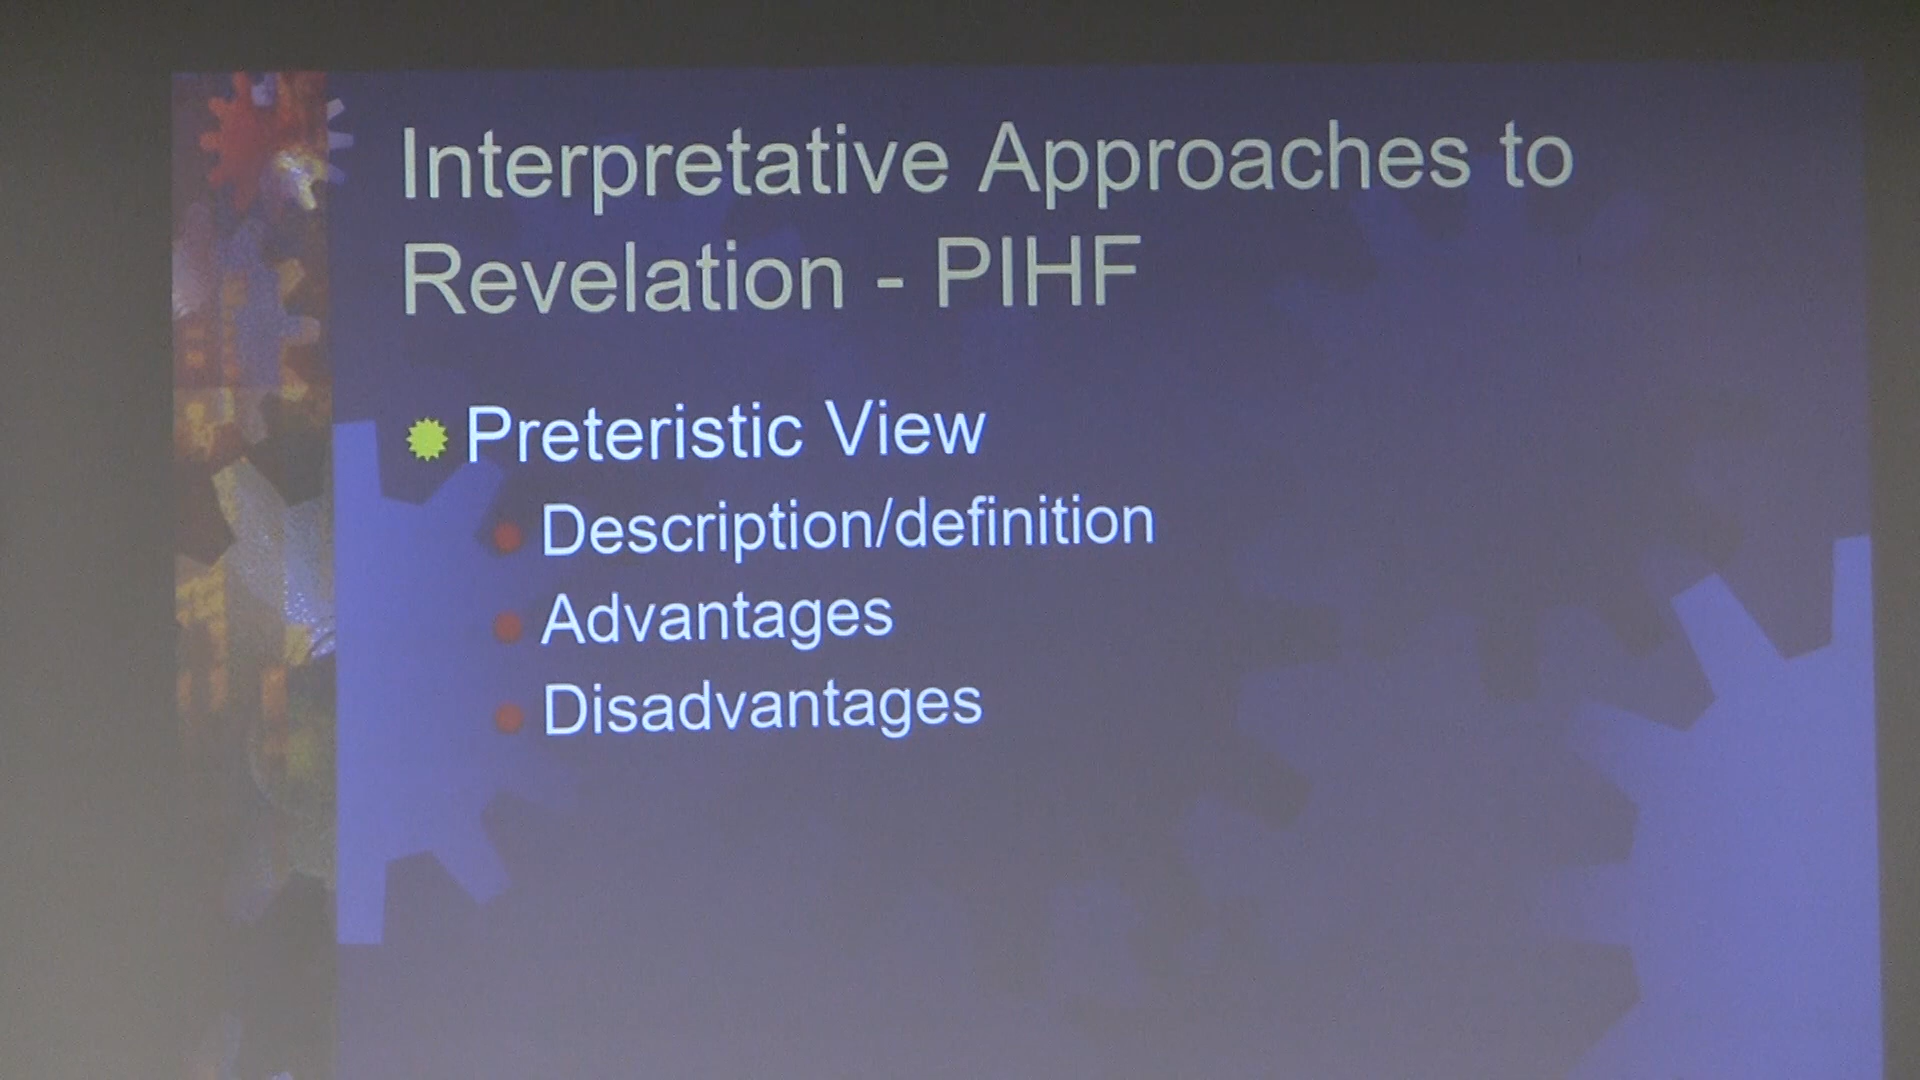 Interpretative Approaches to
Revelation - PIHF
Preteristic View
Description/definition
Advantages
Disadvantages